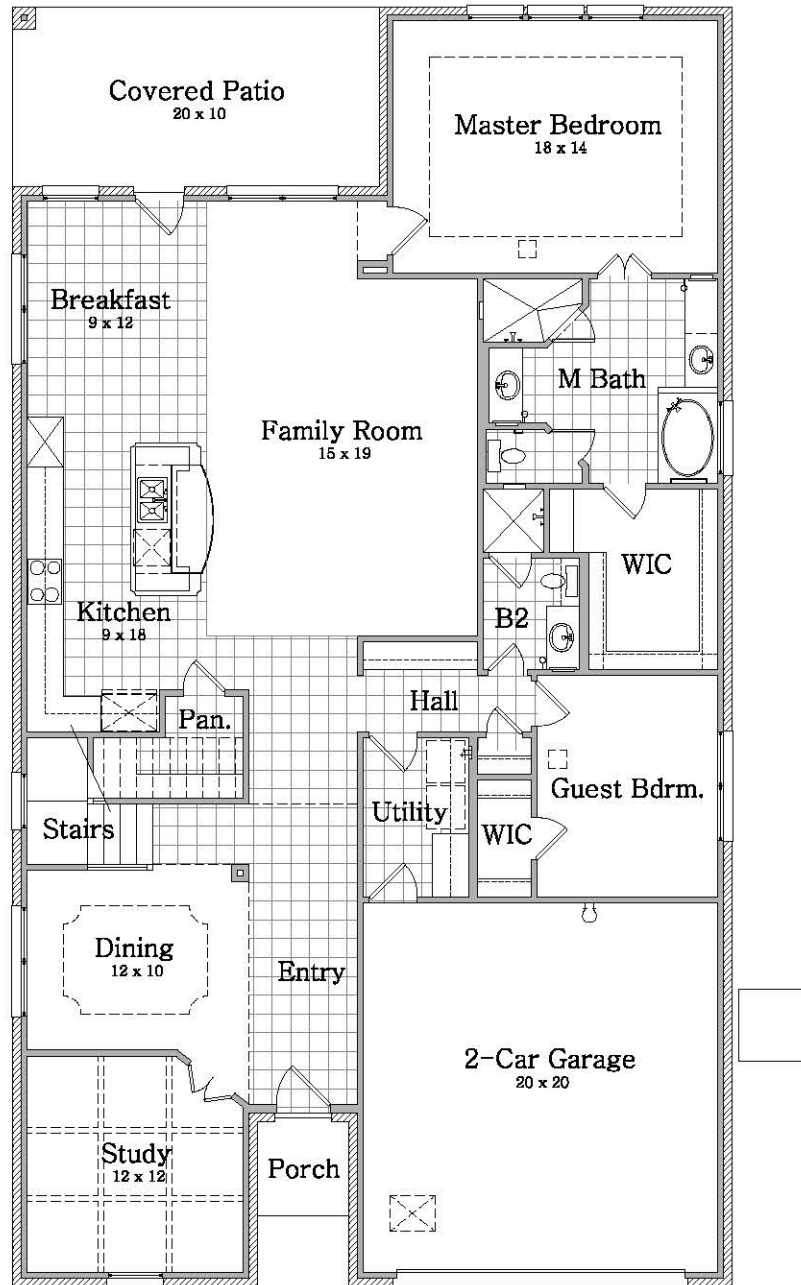 Covered Patio
20 x 10
Master Bedroom
18 x 14
Breakfast
9 x 12
M Bath
Family Room
15 x 19
WIC
Kitchen
9 x 18
B2
Hall
Pan.
Guest Bdrm.
Utility
Stairs
WIC
Dining
12 x 10
Entry
2-Car Garage
20 x 20
Study
12 x 12
Porch